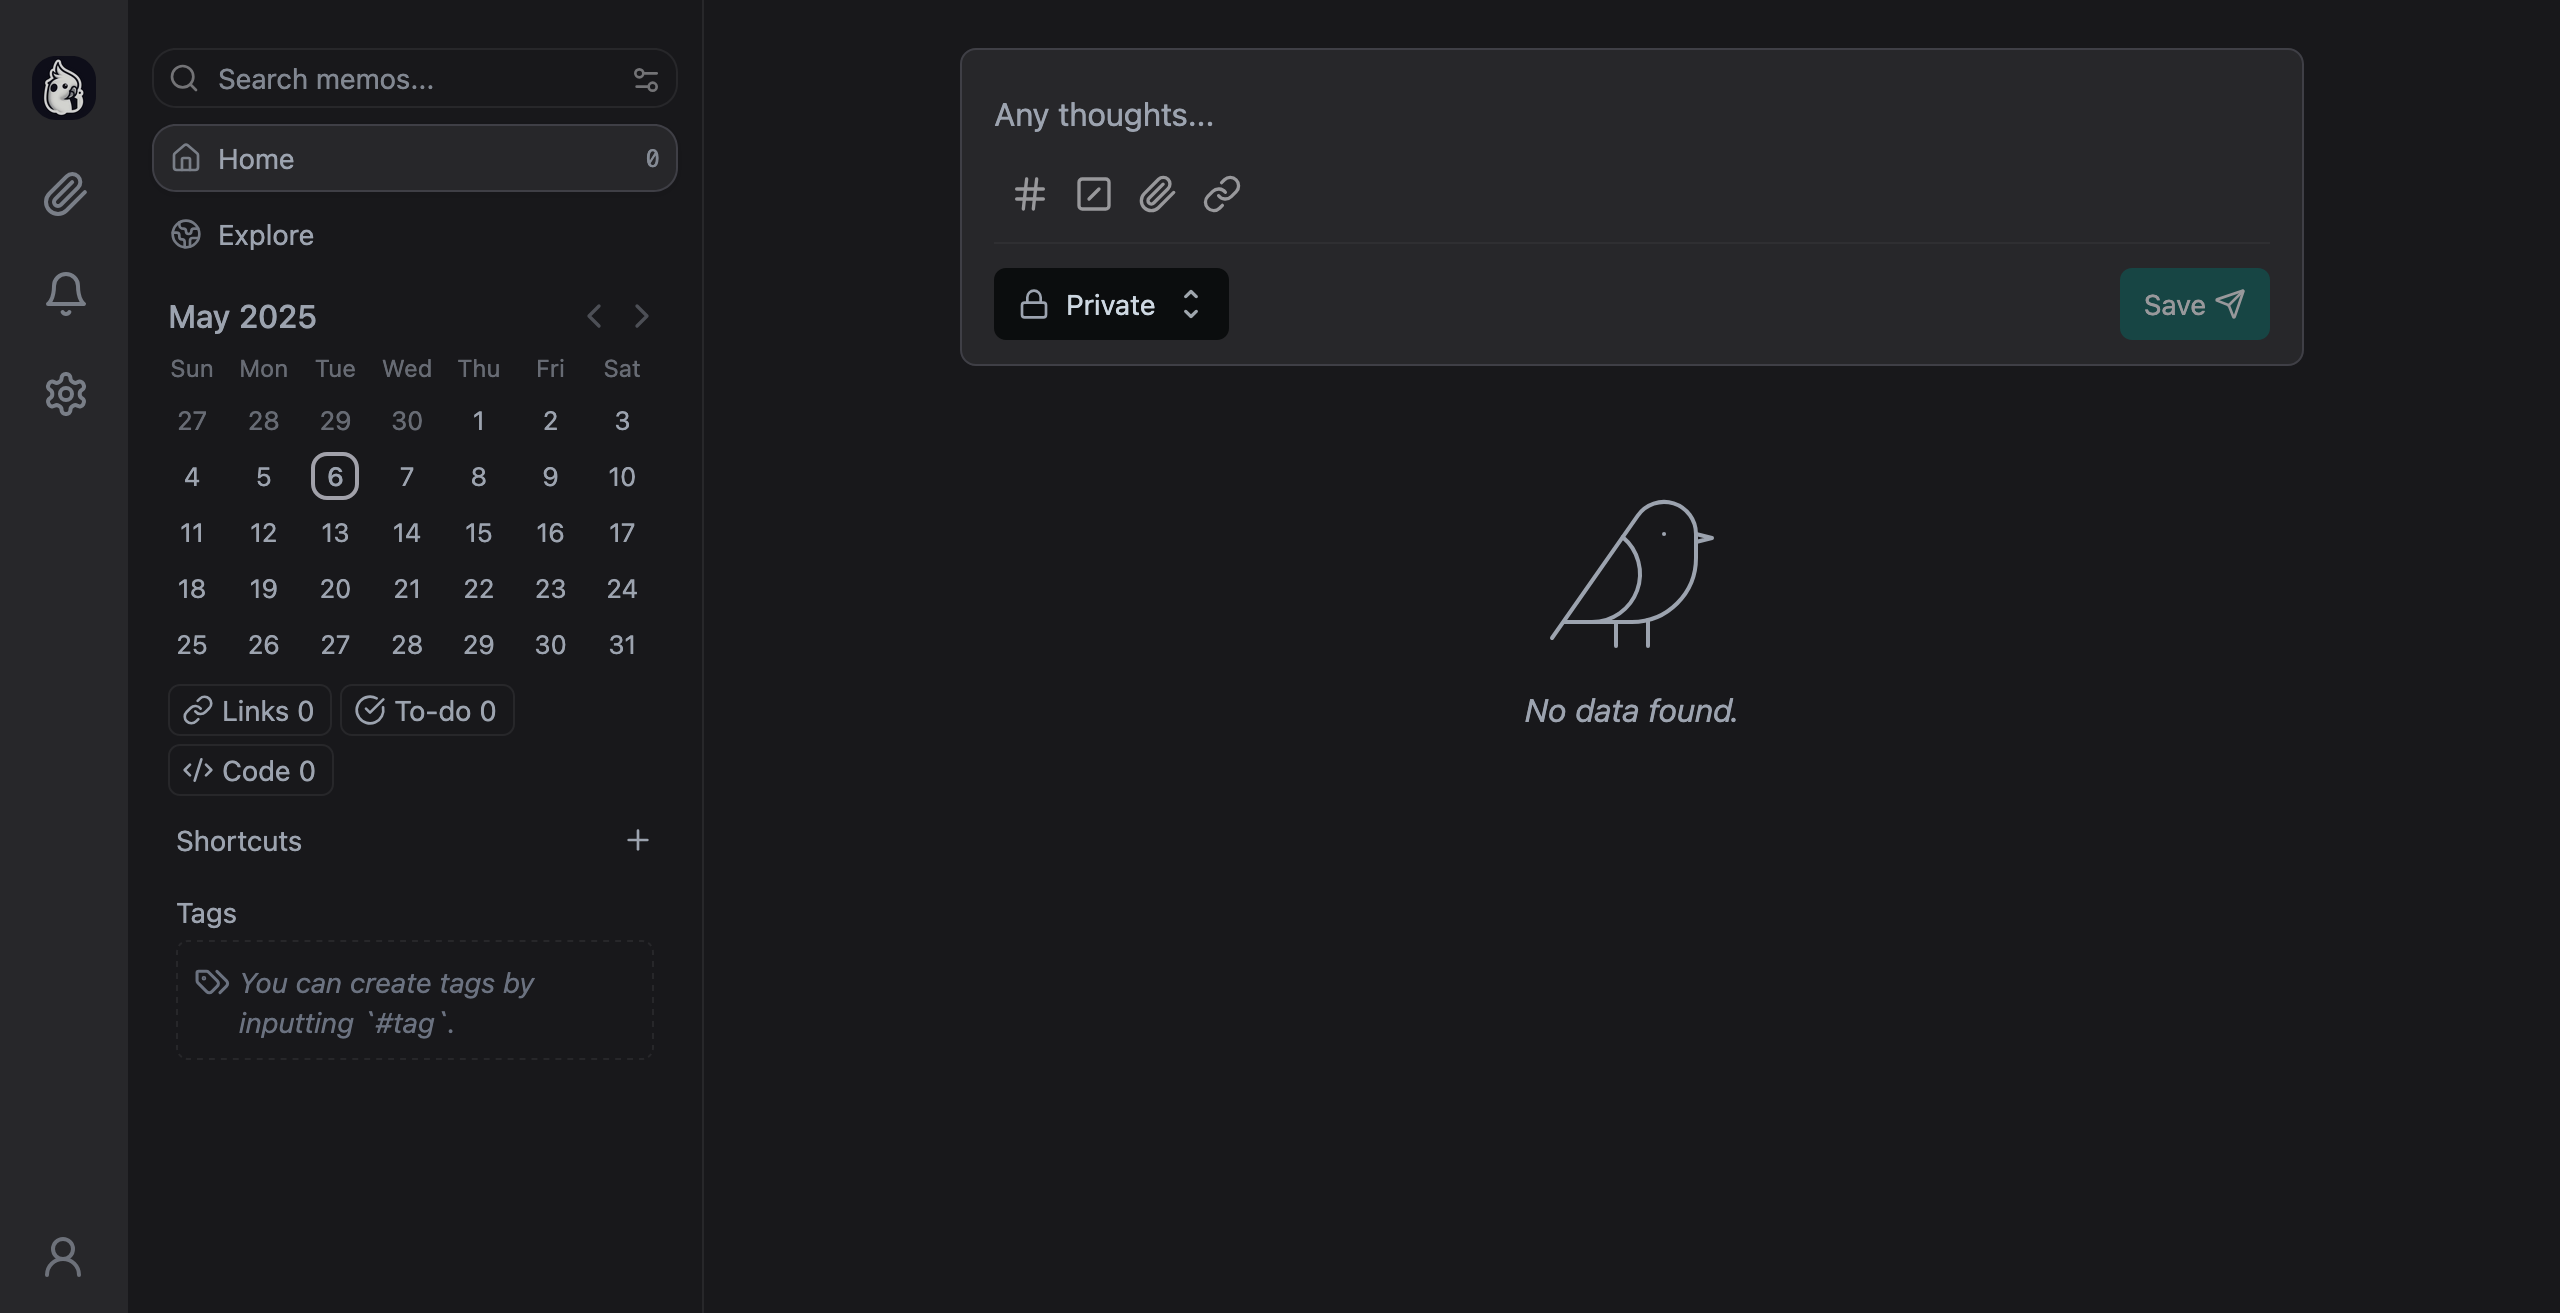 Search memos...
Home 0
Explore
May 2025
Sun Mon Tue Wed Thu Fri Sat
27 28 29 30 1 2 3
4 5 6 7 8 9 10
11 12 13 14 15 16 17
18 19 20 21 22 23 24
25 26 27 28 29 30 31
Links 0 To-do 0
Code 0
Shortcuts
Tags
You can create tags by
inputting `#tag`.
Any thoughts...
Private
Save
No data found.